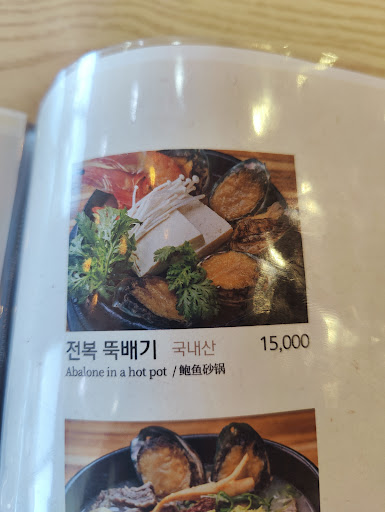 전복 뚝배기 국내산 15,000
Abalone in a hot pot / 鲍鱼砂锅